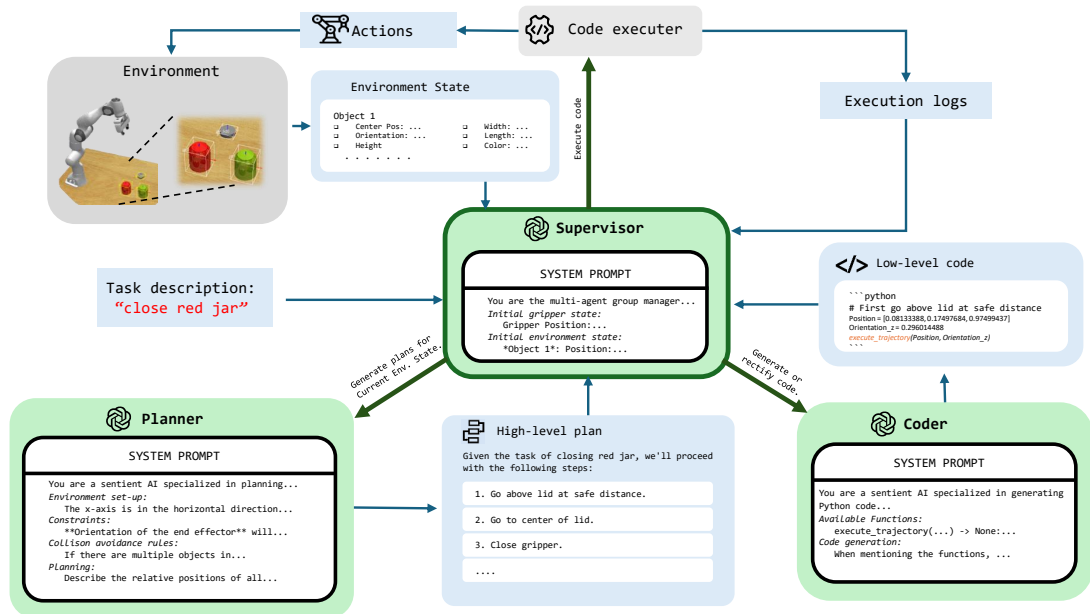 Actions
Code executer
Environment
Environment State
Object 1
❑ Center Pos: ... ❑ Width: ...
❑ Orientation: ... ❑ Length: ...
❑ Height ❑ Color: ...
. . . . . . .
Execute code
Execution logs
Supervisor
SYSTEM PROMPT
You are the multi-agent group manager...
Initial gripper state:
Gripper Position:...
Initial environment state:
*Object 1*: Position:...
Task description:
“close red jar”
</> Low-level code
```python
# First go above lid at safe distance
Position = [0.08133388, 0.17497684, 0.97499437]
Orientation_z = 0.296014488
execute_trajectory(Position, Orientation_z)
```
Generate plans for
Current Env. State.
Generate or
rectify code.
Planner
SYSTEM PROMPT
You are a sentient AI specialized in planning...
Environment set-up:
The x-axis is in the horizontal direction...
Constraints:
**Orientation of the end effector** will...
Collison avoidance rules:
If there are multiple objects in...
Planning:
Describe the relative positions of all...
High-level plan
Given the task of closing red jar, we'll proceed
with the following steps:
1. Go above lid at safe distance.
2. Go to center of lid.
3. Close gripper.
....
Coder
SYSTEM PROMPT
You are a sentient AI specialized in generating
Python code...
Available Functions:
execute_trajectory(...) -> None:...
Code generation:
When mentioning the functions, ...